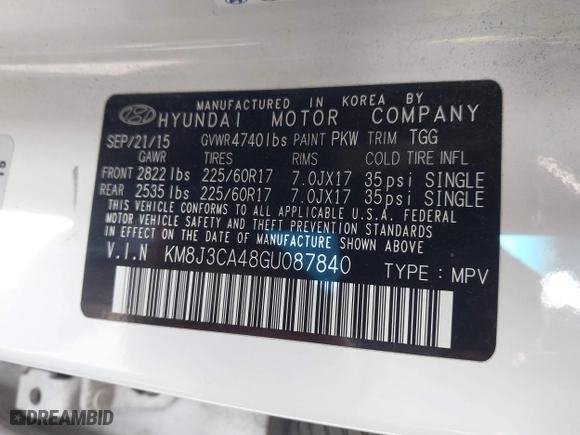 MANUFACTURED IN KOREA BY
HYUNDAI MOTOR COMPANY
SEP/21/15 GVWR 4740lbs PAINT PKW TRIM TGG
GAWR TIRES RIMS COLD TIRE INFL
FRONT 2822lbs 225/60R17 7.0JX17 35psi SINGLE
REAR 2535lbs 225/60R17 7.0JX17 35psi SINGLE
THIS VEHICLE CONFORMS TO ALL APPLICABLE U.S.A. FEDERAL
MOTOR VEHICLE SAFETY AND THEFT PREVENTION STANDARDS
IN EFFECT ON THE DATE OF MANUFACTURE SHOWN ABOVE.
V.I.N KM8J3CA48GU087840 TYPE : MPV
DREAMBID